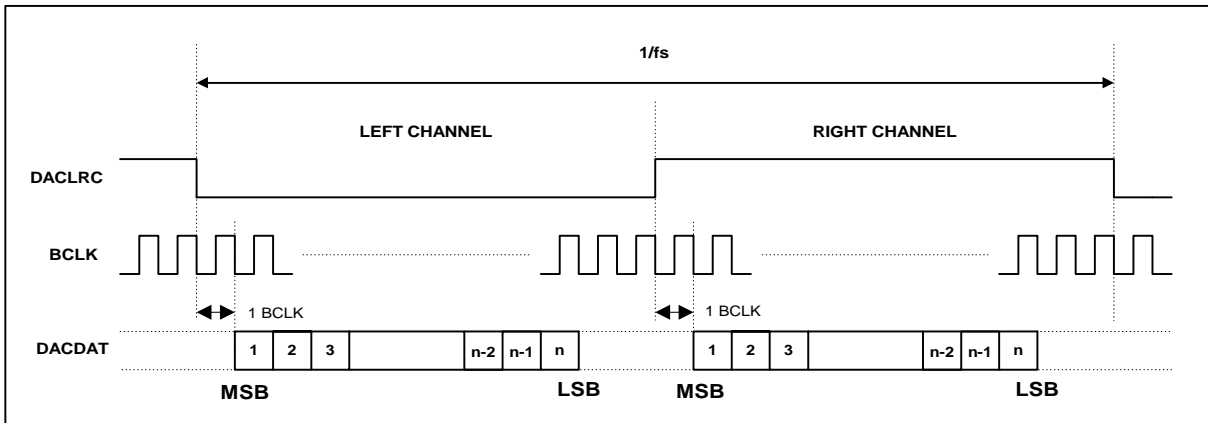 1/fs
LEFT CHANNEL RIGHT CHANNEL
DACLRC
BCLK
1 BCLK 1 BCLK
DACDAT 1 2 3 n-2 n-1 n 1 2 3 n-2 n-1 n
MSB LSB MSB LSB